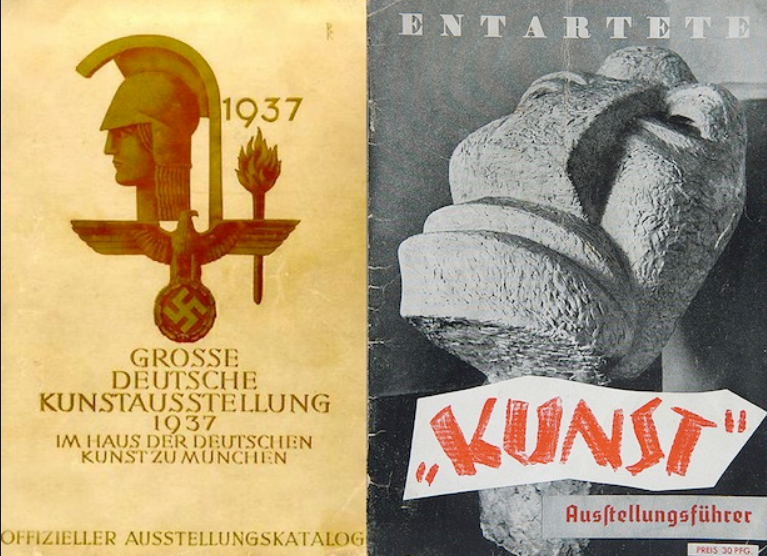 1937
GROSSE
DEUTSCHE
KUNSTAUSSTELLUNG
1937
IM HAUS DER DEUTSCHEN
KUNST ZU MÜNCHEN
OFFIZIELLER AUSSTELLUNGSKATALOG
ENTARTETE
„KUNST"
Ausſtellungsführer
PREIS 30 PFG.